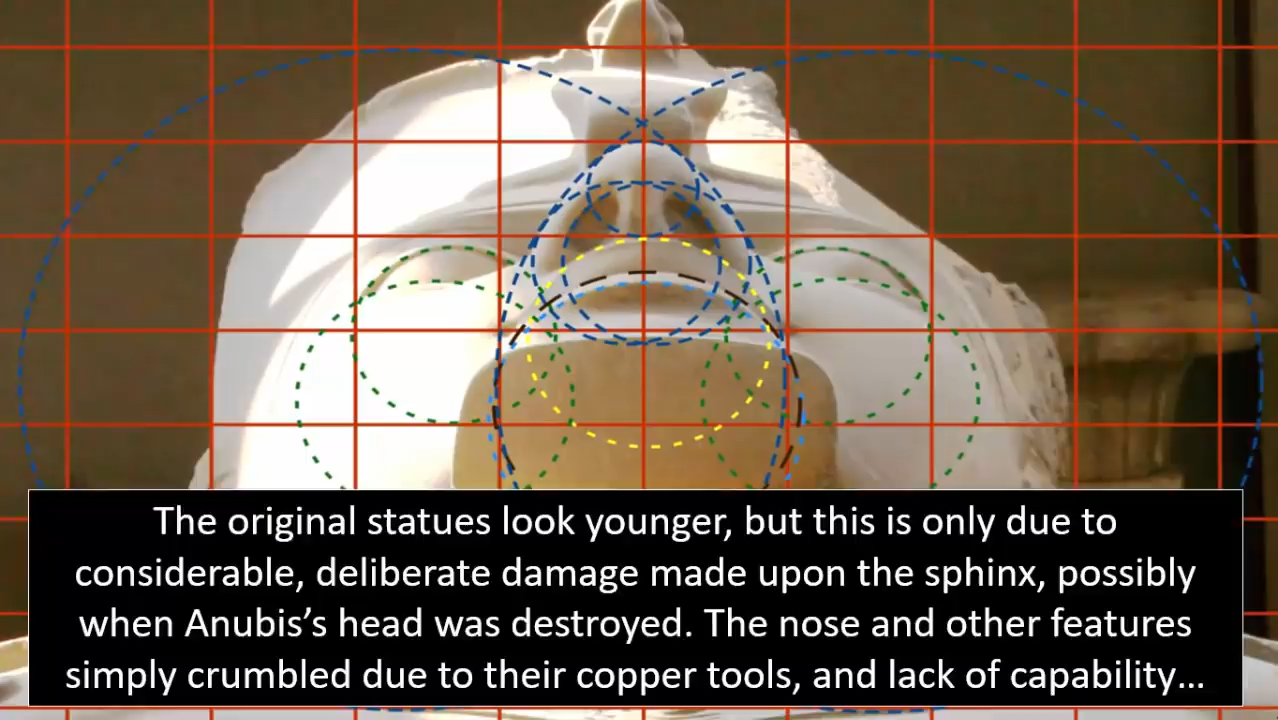 The original statues look younger, but this is only due to
considerable, deliberate damage made upon the sphinx, possibly
when Anubis’s head was destroyed. The nose and other features
simply crumbled due to their copper tools, and lack of capability…